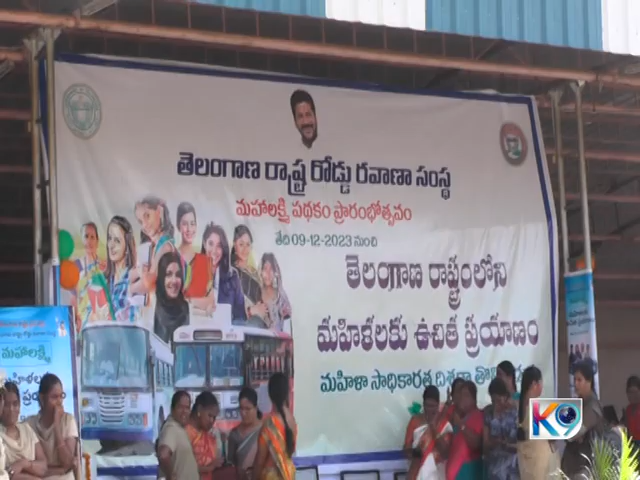 తెలంగాణ రాష్ట్ర రోడ్డు రవాణా సంస్థ
మహాలక్ష్మి పథకం ప్రారంభోత్సవం
తేది 09-12-2023 నుంచి
తెలంగాణ రాష్ట్రంలోని
మహిళలకు ఉచిత ప్రయాణం
మహిళా సాధికారత దిశగా
మహాలక్ష్మి
K9